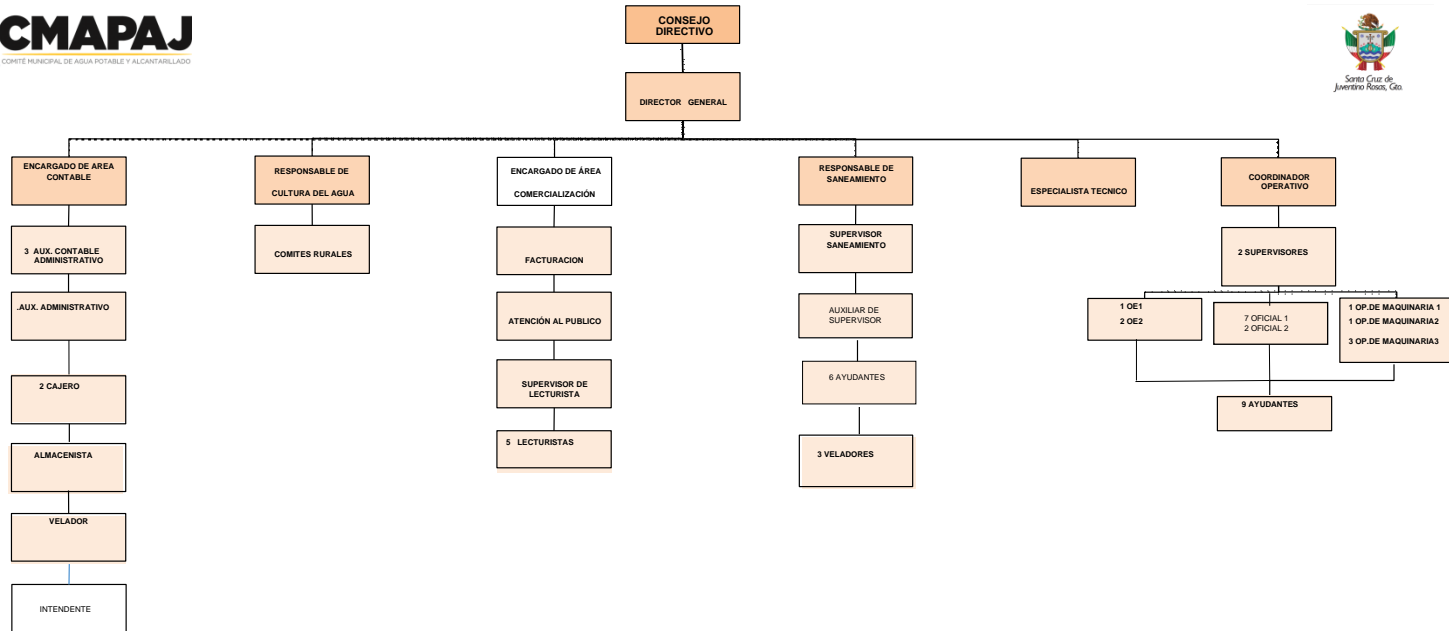 CMAPAJ
COMITÉ MUNICIPAL DE AGUA POTABLE Y ALCANTARILLADO
CONSEJO
DIRECTIVO
Santa Cruz de
Juventino Rosas, Gto.
DIRECTOR GENERAL
ENCARGADO DE AREA
CONTABLE
RESPONSABLE DE
CULTURA DEL AGUA
ENCARGADO DE ÁREA
COMERCIALIZACIÓN
RESPONSABLE DE
SANEAMIENTO
ESPECIALISTA TECNICO
COORDINADOR
OPERATIVO
3 AUX. CONTABLE
ADMINISTRATIVO
COMITES RURALES
FACTURACION
SUPERVISOR
SANEAMIENTO
2 SUPERVISORES
.AUX. ADMINISTRATIVO
ATENCIÓN AL PUBLICO
AUXILIAR DE
SUPERVISOR
1 OE1
2 OE2
7 OFICIAL 1
2 OFICIAL 2
1 OP.DE MAQUINARIA 1
1 OP.DE MAQUINARIA2
3 OP.DE MAQUINARIA3
2 CAJERO
SUPERVISOR DE
LECTURISTA
6 AYUDANTES
9 AYUDANTES
ALMACENISTA
5 LECTURISTAS
3 VELADORES
VELADOR
INTENDENTE